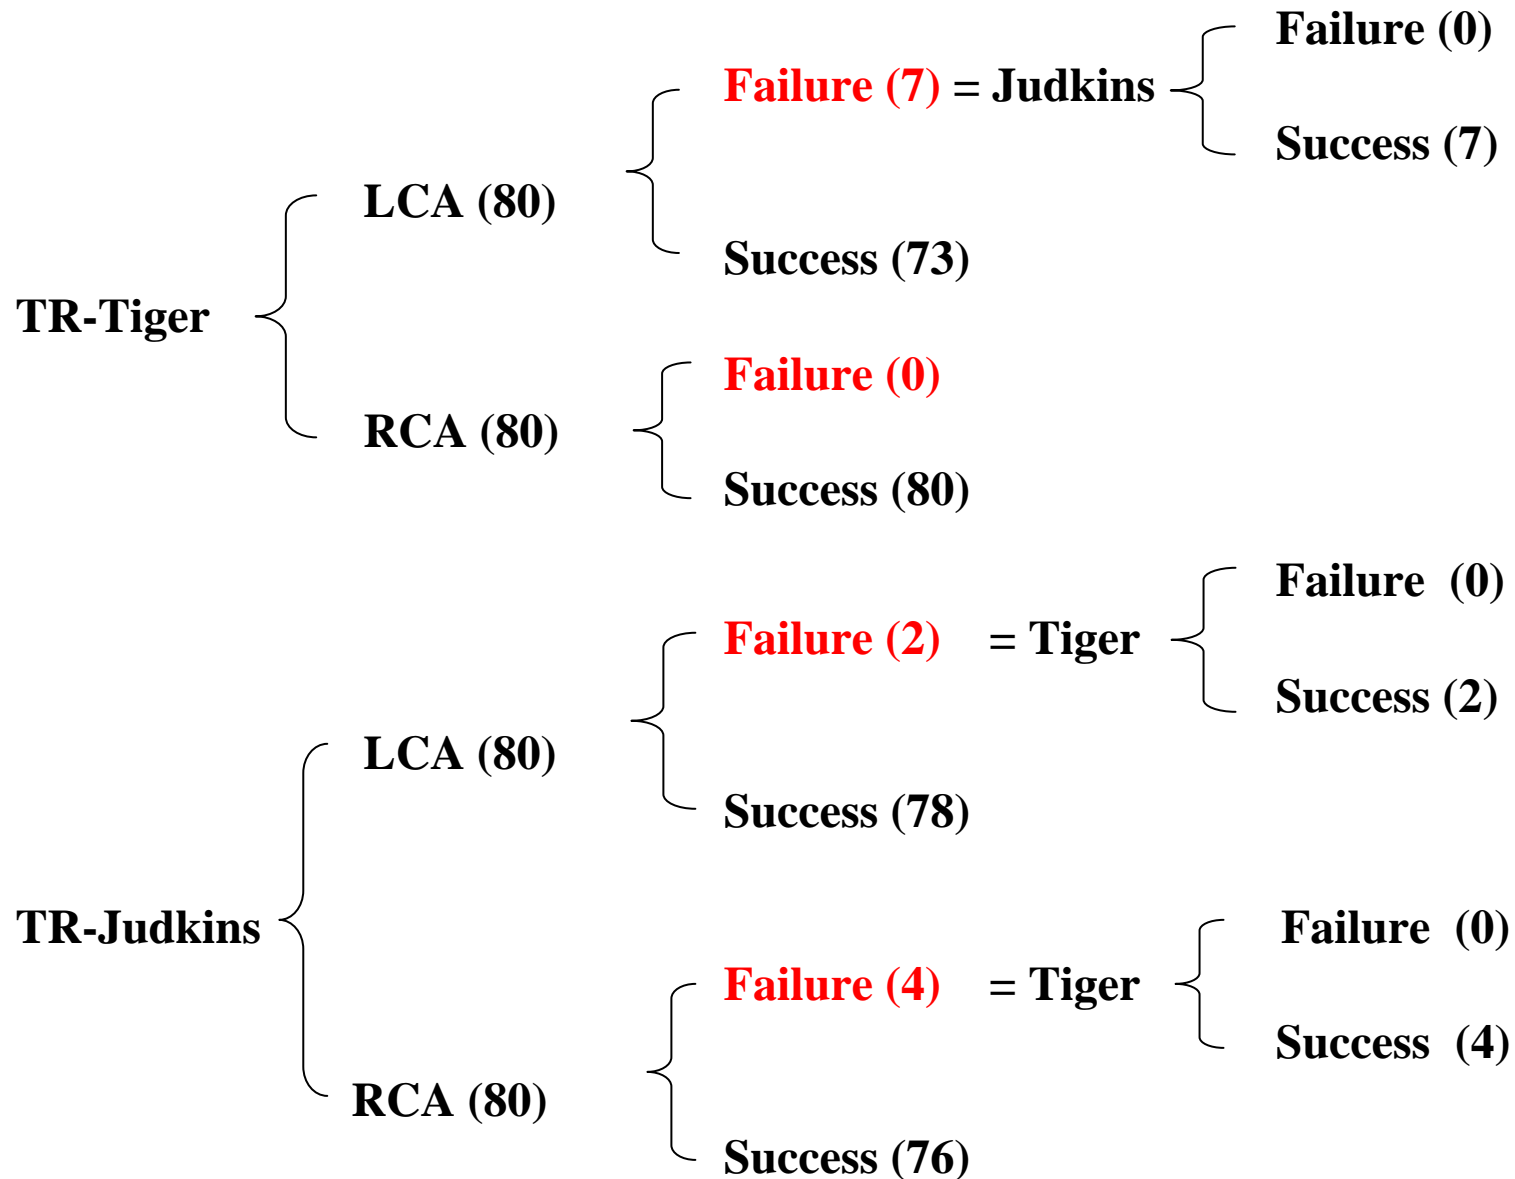 Failure (0)
Failure (7) = Judkins
Success (7)
LCA (80)
Success (73)
TR-Tiger
Failure (0)
RCA (80)
Success (80)
Failure (0)
Failure (2) = Tiger
Success (2)
LCA (80)
Success (78)
TR-Judkins
Failure (0)
Failure (4) = Tiger
Success (4)
RCA (80)
Success (76)